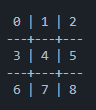 0 | 1 | 2
---+---+---
3 | 4 | 5
---+---+---
6 | 7 | 8